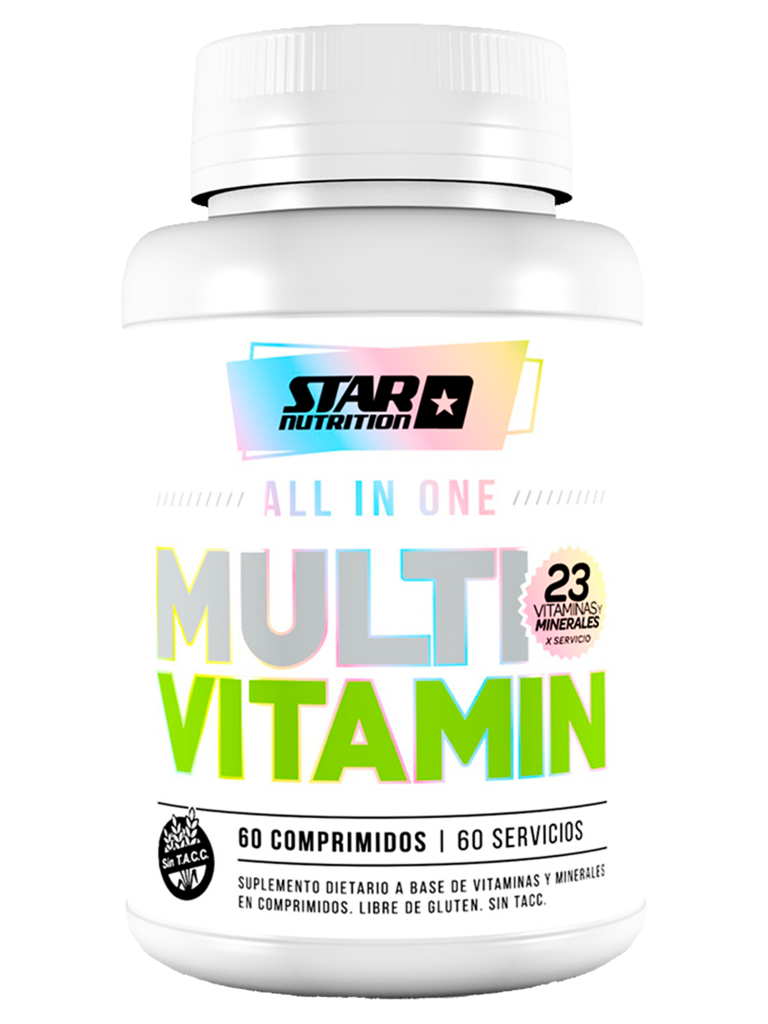 STAR
NUTRITION
ALL IN ONE
MULTI
23
VITAMINAS Y
MINERALES
X SERVICIO
VITAMIN
60 COMPRIMIDOS | 60 SERVICIOS
Sin T.A.C.C.
SUPLEMENTO DIETARIO A BASE DE VITAMINAS Y MINERALES
EN COMPRIMIDOS. LIBRE DE GLUTEN. SIN TACC.